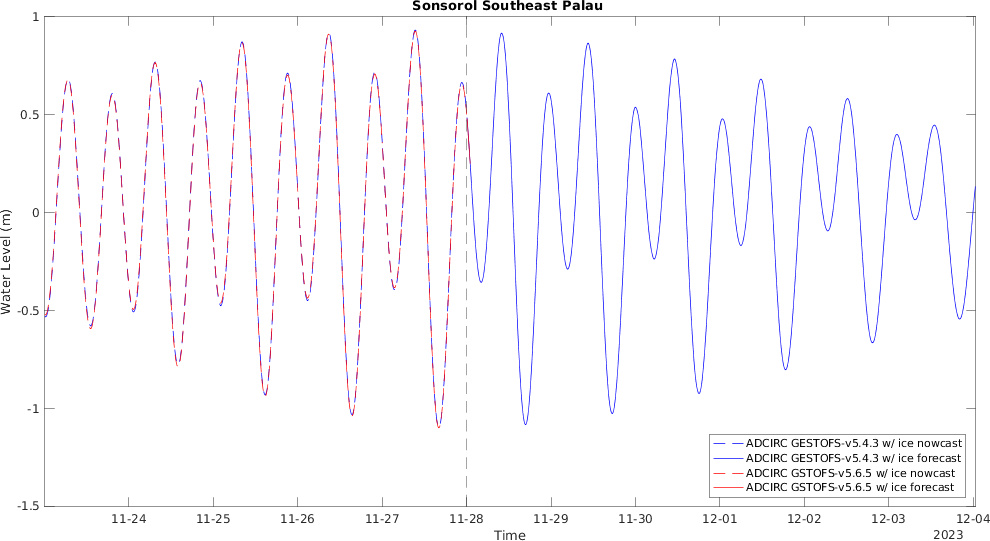 Sonsorol Southeast Palau
Water Level (m)
1
0.5
0
-0.5
-1
-1.5
ADCIRC GESTOFS-v5.4.3 w/ ice nowcast
ADCIRC GESTOFS-v5.4.3 w/ ice forecast
ADCIRC GSTOFS-v5.6.5 w/ ice nowcast
ADCIRC GSTOFS-v5.6.5 w/ ice forecast
11-24 11-25 11-26 11-27 11-28 11-29 11-30 12-01 12-02 12-03 12-04
Time
2023